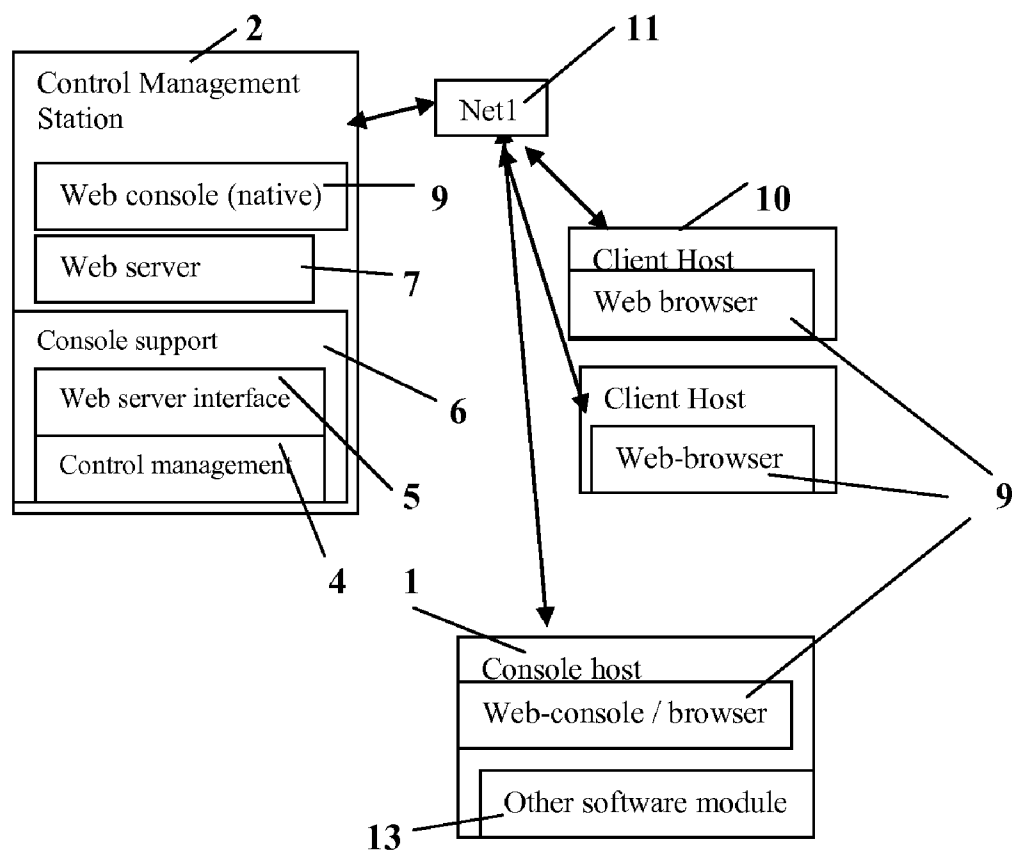 2
11
Control Management
Station
Net1
Web console (native)
9
10
Web server
7
Client Host
Web browser
Console support
6
Web server interface
Client Host
Control management
5
Web-browser
9
4
1
Console host
Web-console / browser
Other software module
13